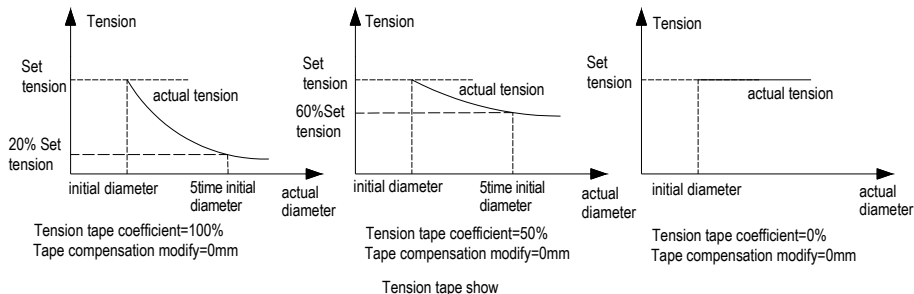 Tension
Set
tension
actual tension
20% Set
tension
initial diameter
5time initial
diameter
actual
diameter
Tension tape coefficient=100%
Tape compensation modify=0mm
Tension
Set
tension
actual tension
60%Set
tension
initial diameter
5time initial
diameter
actual
diameter
Tension tape coefficient=50%
Tape compensation modify=0mm
Tension
Set
tension
actual tension
initial diameter
actual
diameter
Tension tape coefficient=0%
Tape compensation modify=0mm
Tension tape show